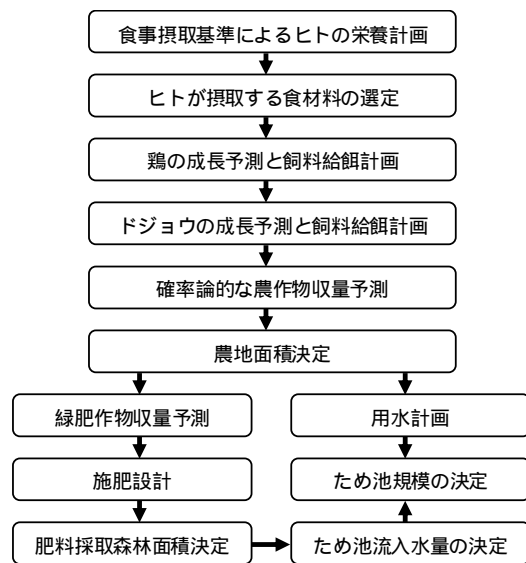 食事摂取基準によるヒトの栄養計画
ヒトが摂取する食材料の選定
鶏の成長予測と飼料給餌計画
ドジョウの成長予測と飼料給餌計画
確率論的な農作物収量予測
農地面積決定
緑肥作物収量予測
用水計画
施肥設計
ため池規模の決定
肥料採取森林面積決定
ため池流入水量の決定